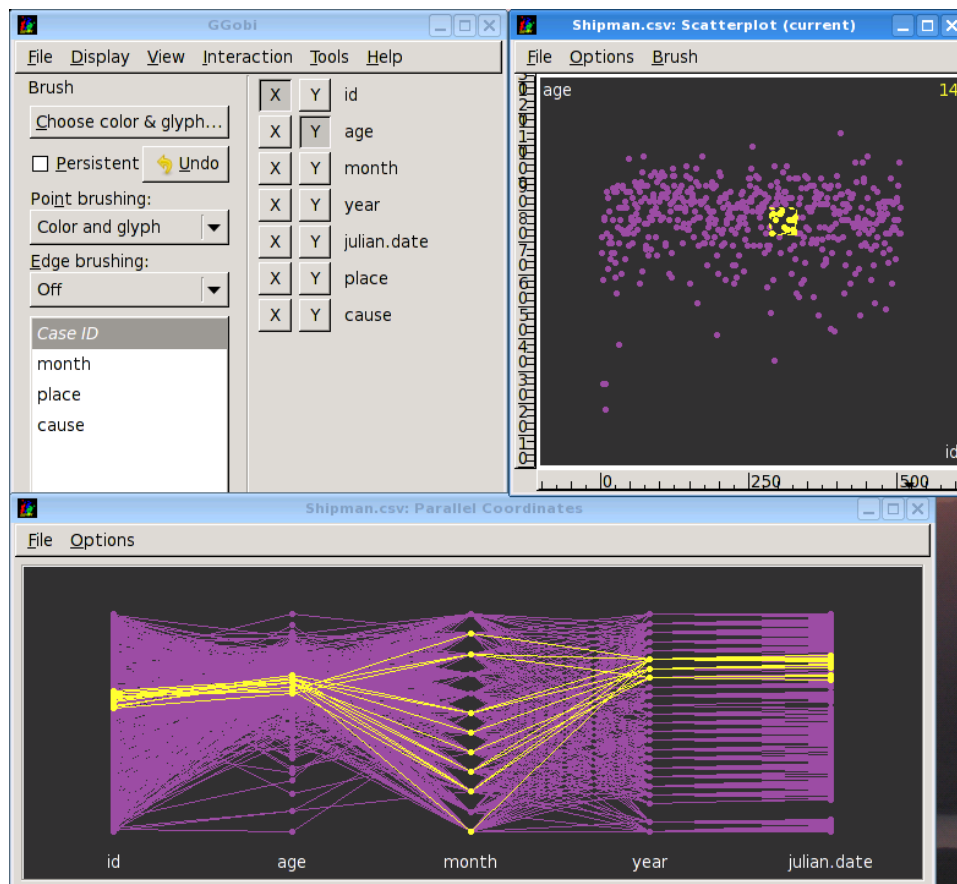 GGobi
File Display View Interaction Tools Help
Brush
Choose color & glyph...
Persistent Undo
Point brushing:
Color and glyph
Edge brushing:
Off
Case ID
month
place
cause
X Y id
X Y age
X Y month
X Y year
X Y julian.date
X Y place
X Y cause
Shipman.csv: Scatterplot (current)
File Options Brush
age 14
id
0 250 500
Shipman.csv: Parallel Coordinates
File Options
id age month year julian.date